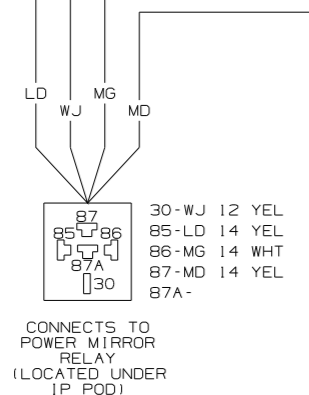 LD
WJ
MG
MD
87
85 86
87A
30
30-WJ 12 YEL
85-LD 14 YEL
86-MG 14 WHT
87-MD 14 YEL
87A-
CONNECTS TO
POWER MIRROR
RELAY
(LOCATED UNDER
IP POD)